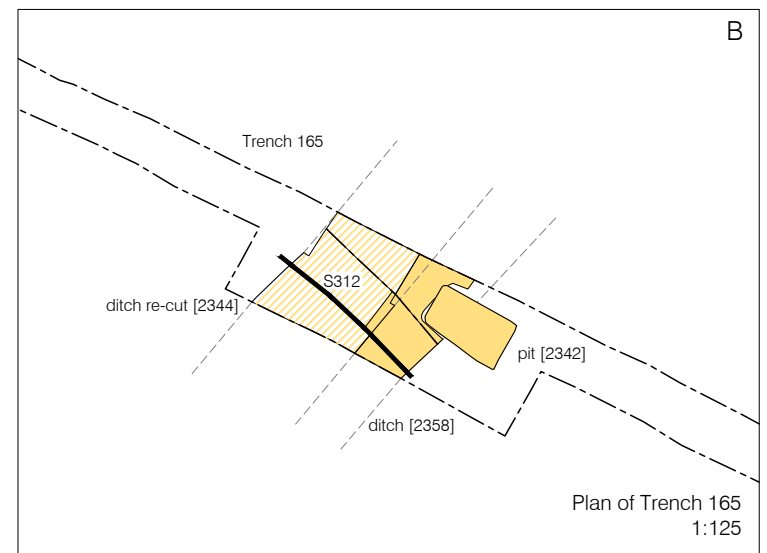 B
Trench 165
S312
ditch re-cut [2344]
pit [2342]
ditch [2358]
Plan of Trench 165
1:125